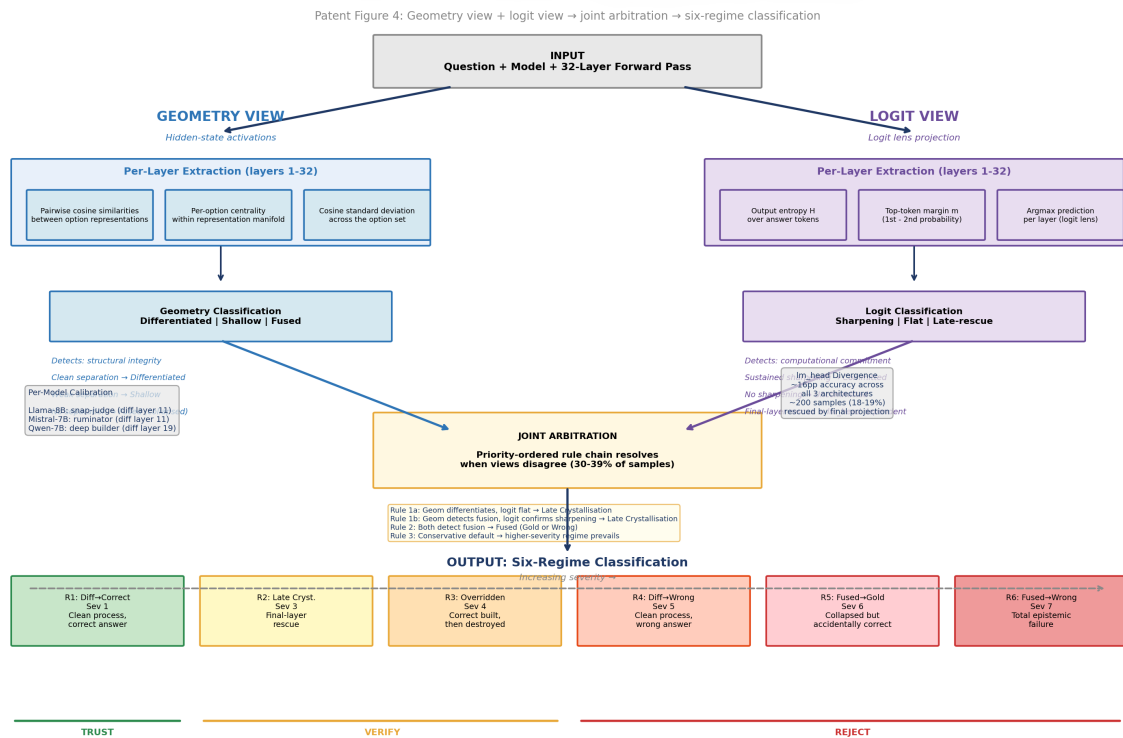 Patent Figure 4: Geometry view + logit view → joint arbitration → six-regime classification
INPUT
Question + Model + 32-Layer Forward Pass
GEOMETRY VIEW
Hidden-state activations
LOGIT VIEW
Logit lens projection
Per-Layer Extraction (layers 1-32)
Pairwise cosine similarities
between option representations
Per-option centrality
within representation manifold
Cosine standard deviation
across the option set
Per-Layer Extraction (layers 1-32)
Output entropy H
over answer tokens
Top-token margin m
(1st - 2nd probability)
Argmax prediction
per layer (logit lens)
Geometry Classification
Differentiated | Shallow | Fused
Logit Classification
Sharpening | Flat | Late-rescue
Detects: structural integrity
Clean separation → Differentiated
→ Shallow
Per-Model Calibration
Llama-8B: snap-judge (diff layer 11)
Mistral-7B: ruminator (diff layer 11)
Qwen-7B: deep builder (diff layer 19)
Detects: computational commitment
Sustained
No
Final-layer
lm_head Divergence
~16pp accuracy across
all 3 architectures
~200 samples (18-19%)
rescued by final projection
JOINT ARBITRATION
Priority-ordered rule chain resolves
when views disagree (30-39% of samples)
Rule 1a: Geom differentiates, logit flat → Late Crystallisation
Rule 1b: Geom detects fusion, logit confirms sharpening → Late Crystallisation
Rule 2: Both detect fusion → Fused (Gold or Wrong)
Rule 3: Conservative default → higher-severity regime prevails
OUTPUT: Six-Regime Classification
Increasing severity →
R1: Diff→Correct
Sev 1
Clean process,
correct answer
R2: Late Cryst.
Sev 3
Final-layer
rescue
R3: Overridden
Sev 4
Correct built,
then destroyed
R4: Diff→Wrong
Sev 5
Clean process,
wrong answer
R5: Fused→Gold
Sev 6
Collapsed but
accidentally correct
R6: Fused→Wrong
Sev 7
Total epistemic
failure
TRUST
VERIFY
REJECT